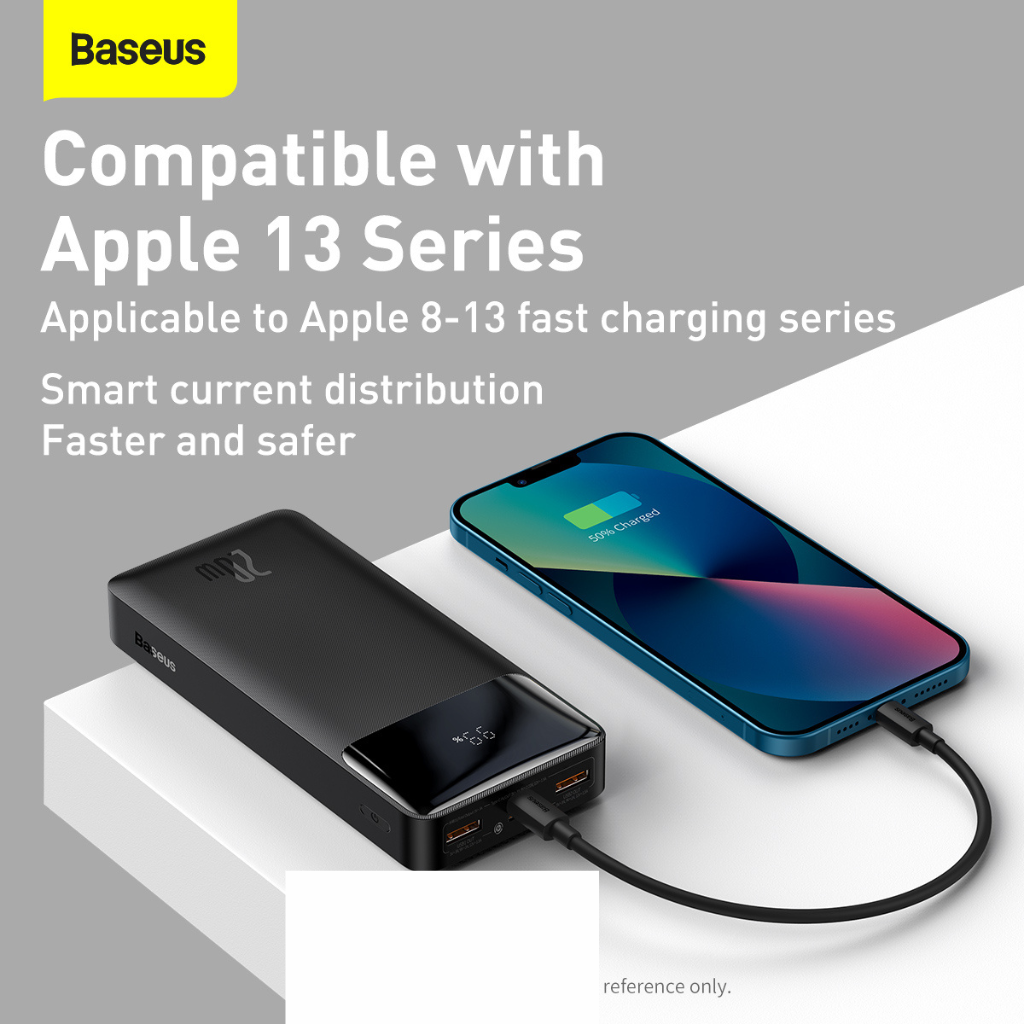 Baseus
Compatible with
Apple 13 Series
Applicable to Apple 8-13 fast charging series
Smart current distribution
Faster and safer
50% Charged
20W
Baseus
reference only.